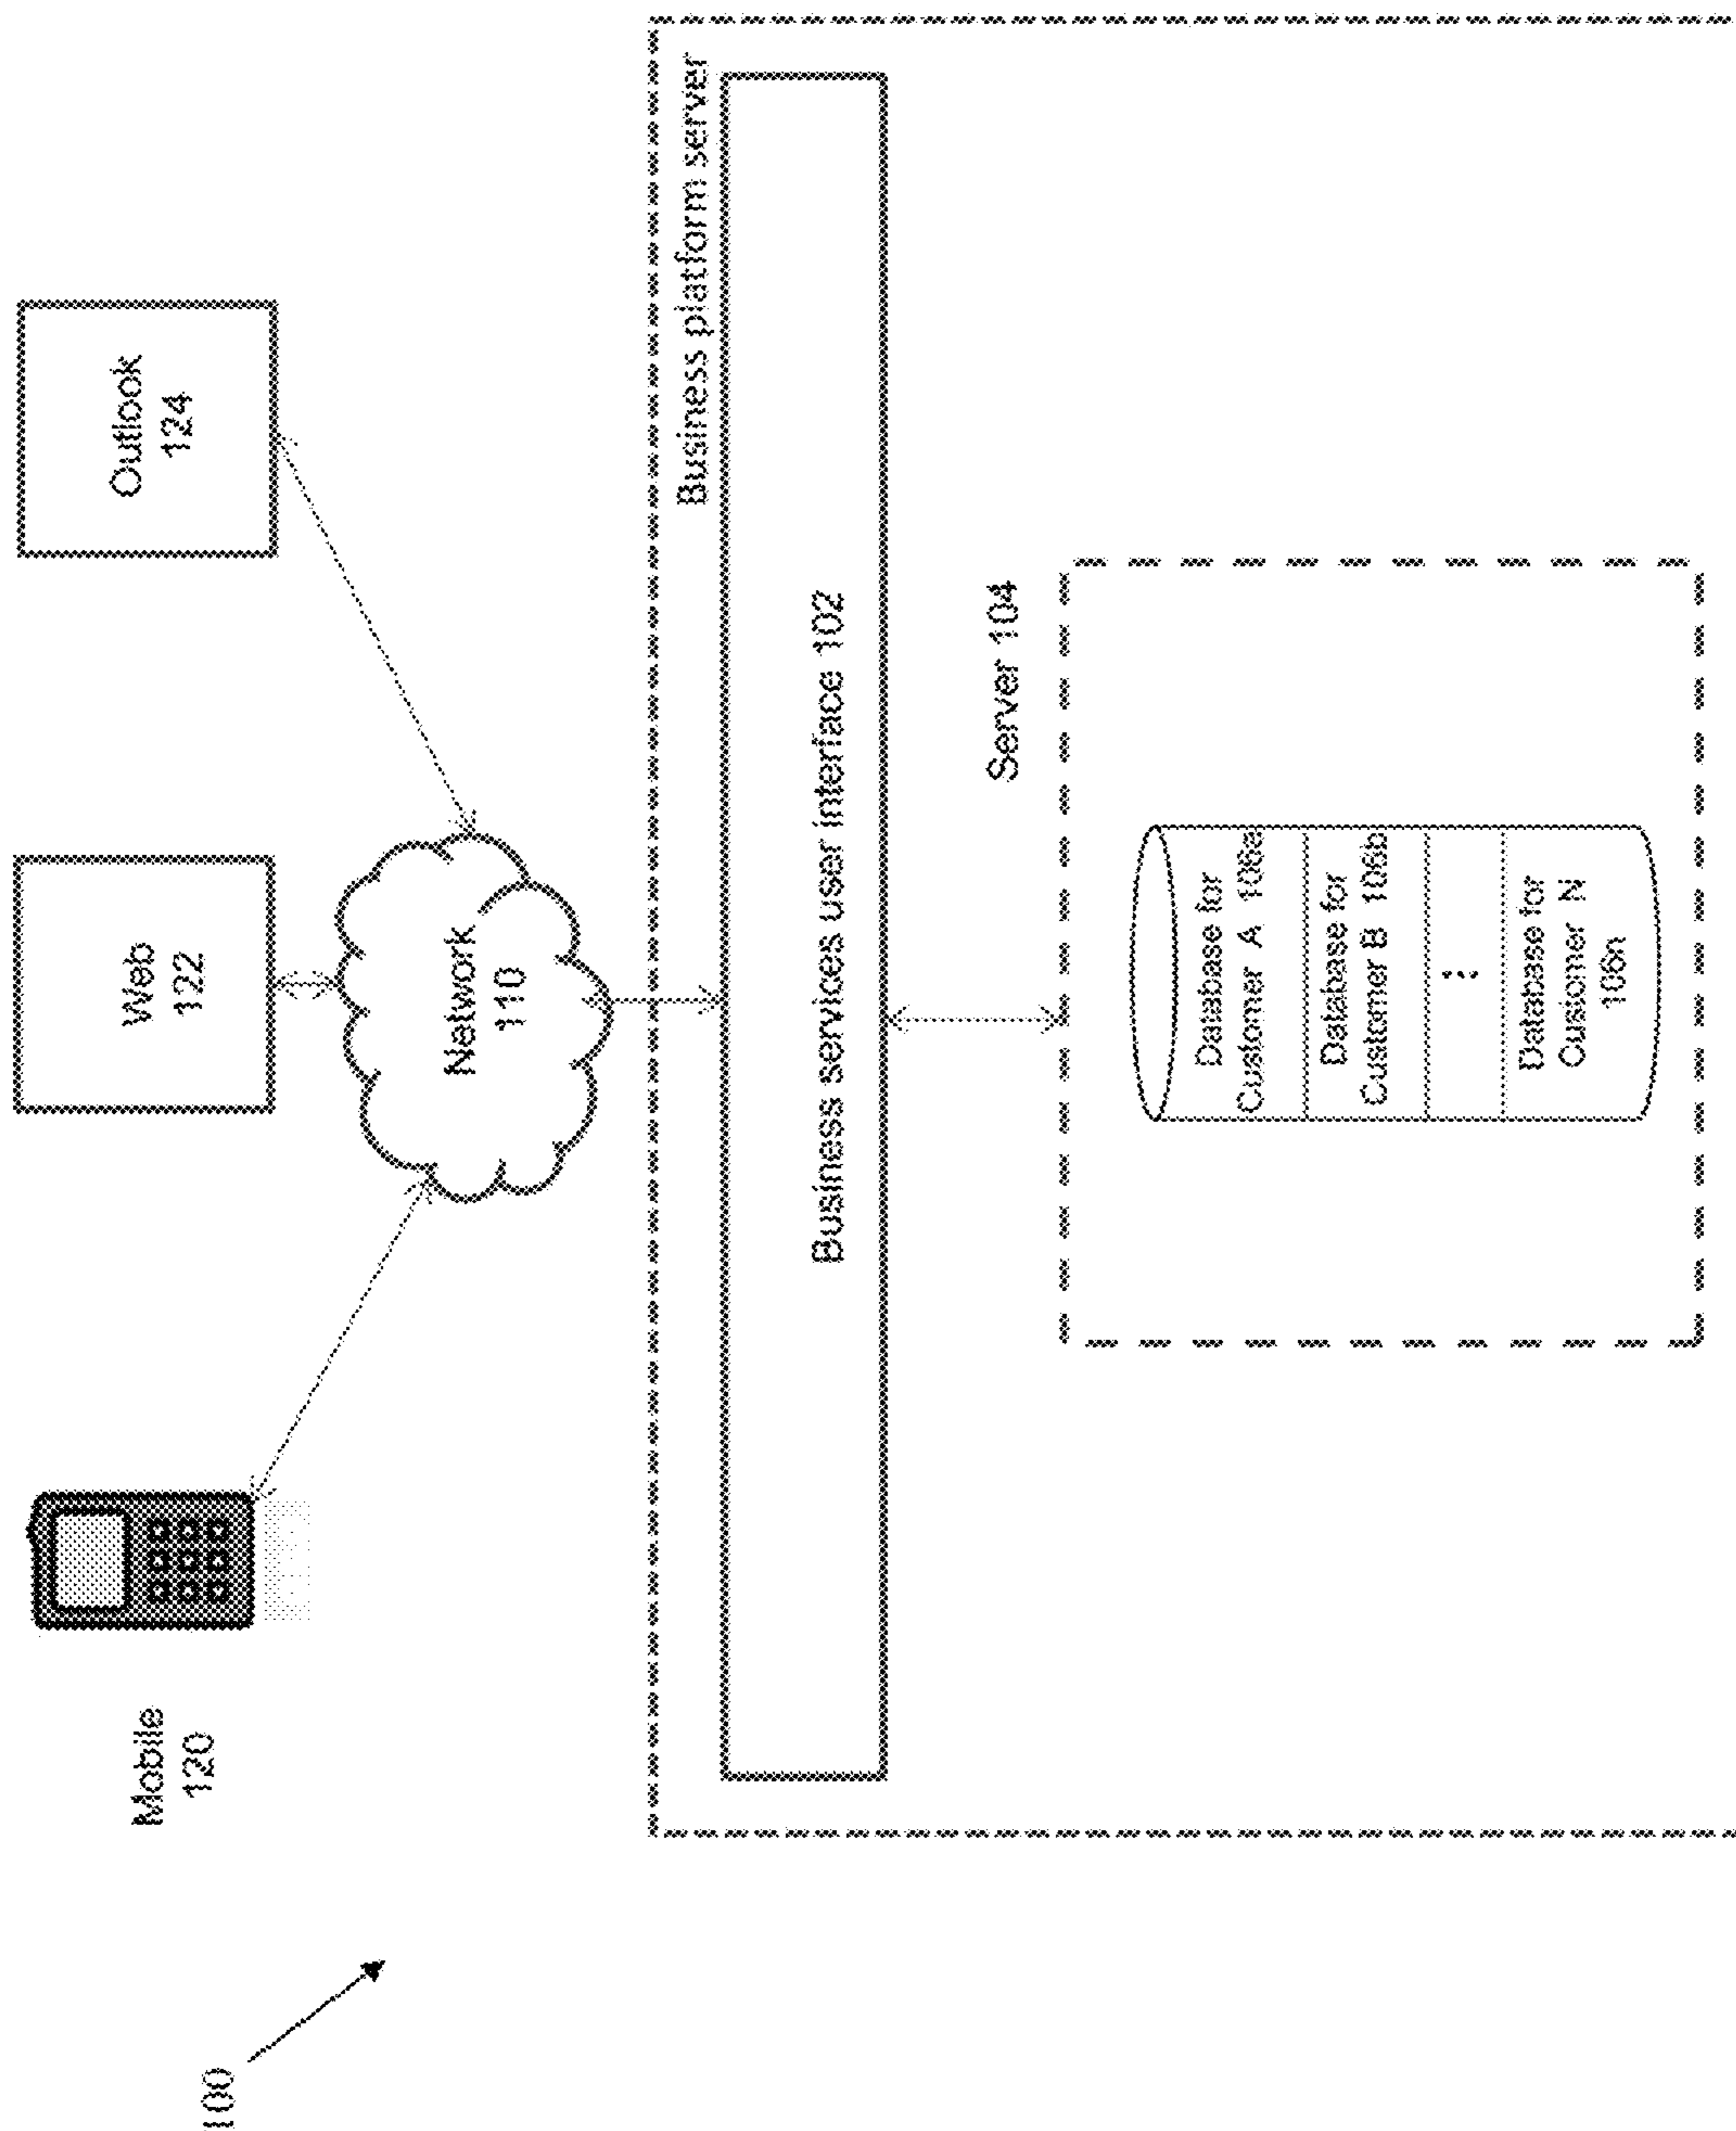 100
Mobile
120
Web
122
Outlook
124
Network
110
Business platform server
Business services user interface 102
Server 104
Database for
Customer A 106a
Database for
Customer B 106b
...
Database for
Customer N
106n